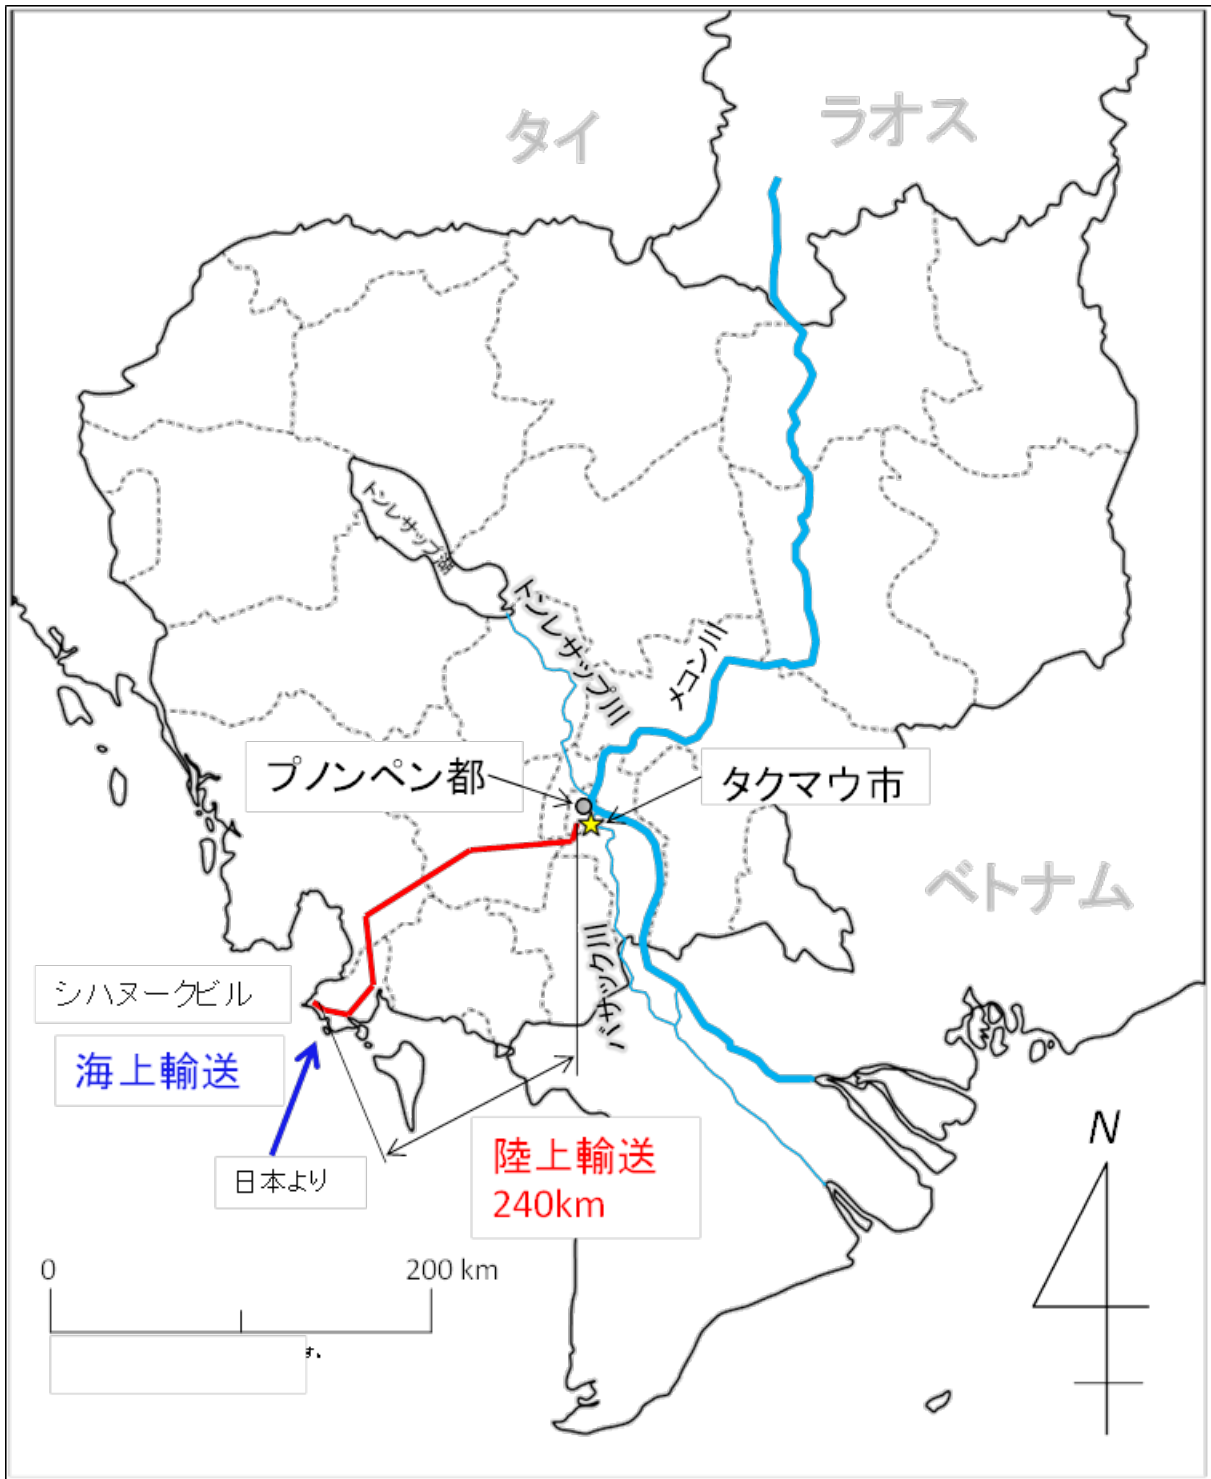 タイ
ラオス
トンレサップ湖
トンレサップ川
メコン川
プノンペン都
タクマウ市
ベトナム
バサック川
シハヌークビル
海上輸送
日本より
陸上輸送
240km
N
0
200 km
す。